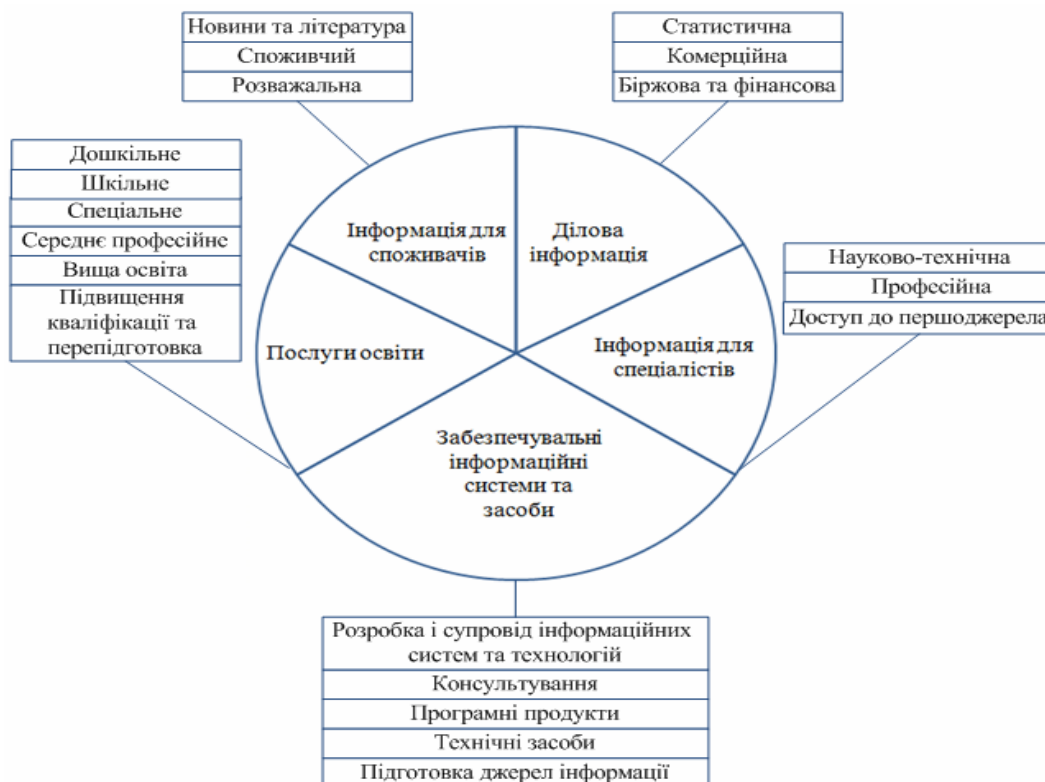 Новини та література
Споживчий
Розважальна
Статистична
Комерційна
Біржова та фінансова
Дошкільне
Шкільне
Спеціальне
Середнє професійне
Вища освіта
Підвищення
кваліфікації та
перепідготовка
Інформація для
споживачів
Ділова
інформація
Науково-технічна
Професійна
Доступ до першоджерела
Послуги освіти
Інформація для
спеціалістів
Забезпечувальні
інформаційні
системи та
засоби
Розробка і супровід інформаційних
систем та технологій
Консультування
Програмні продукти
Технічні засоби
Підготовка джерел інформації